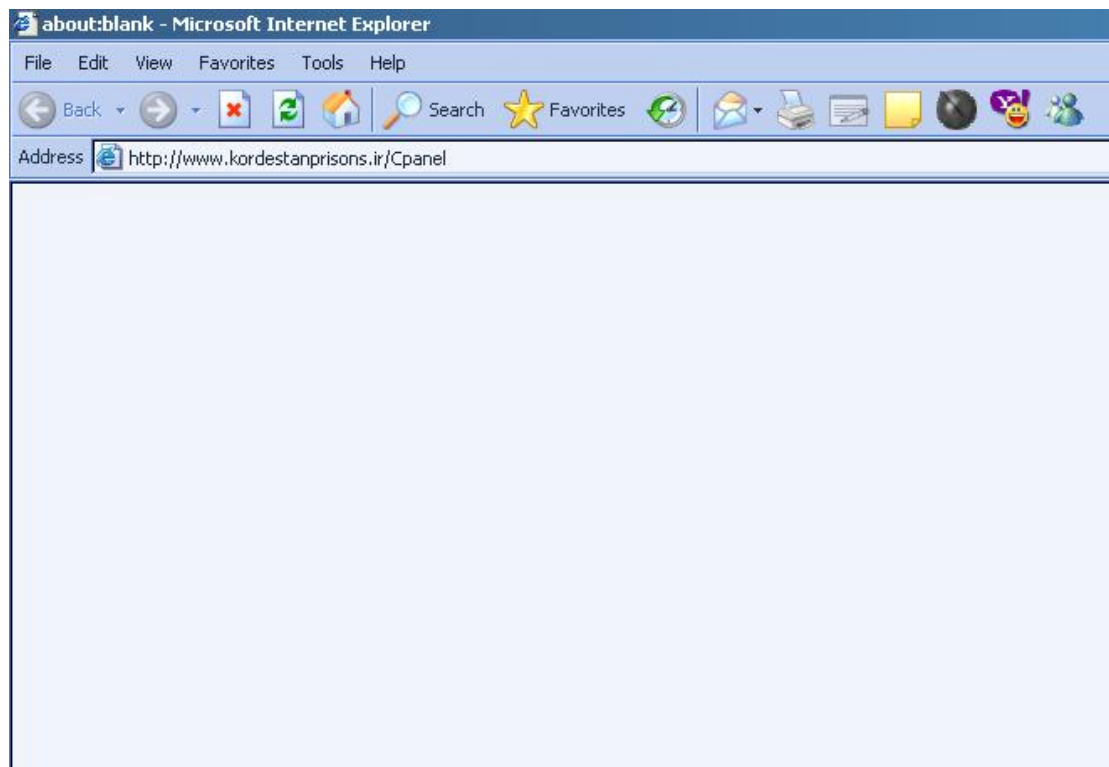 about:blank - Microsoft Internet Explorer
File Edit View Favorites Tools Help
Back Search Favorites
Address http://www.kordestanprisons.ir/Cpanel